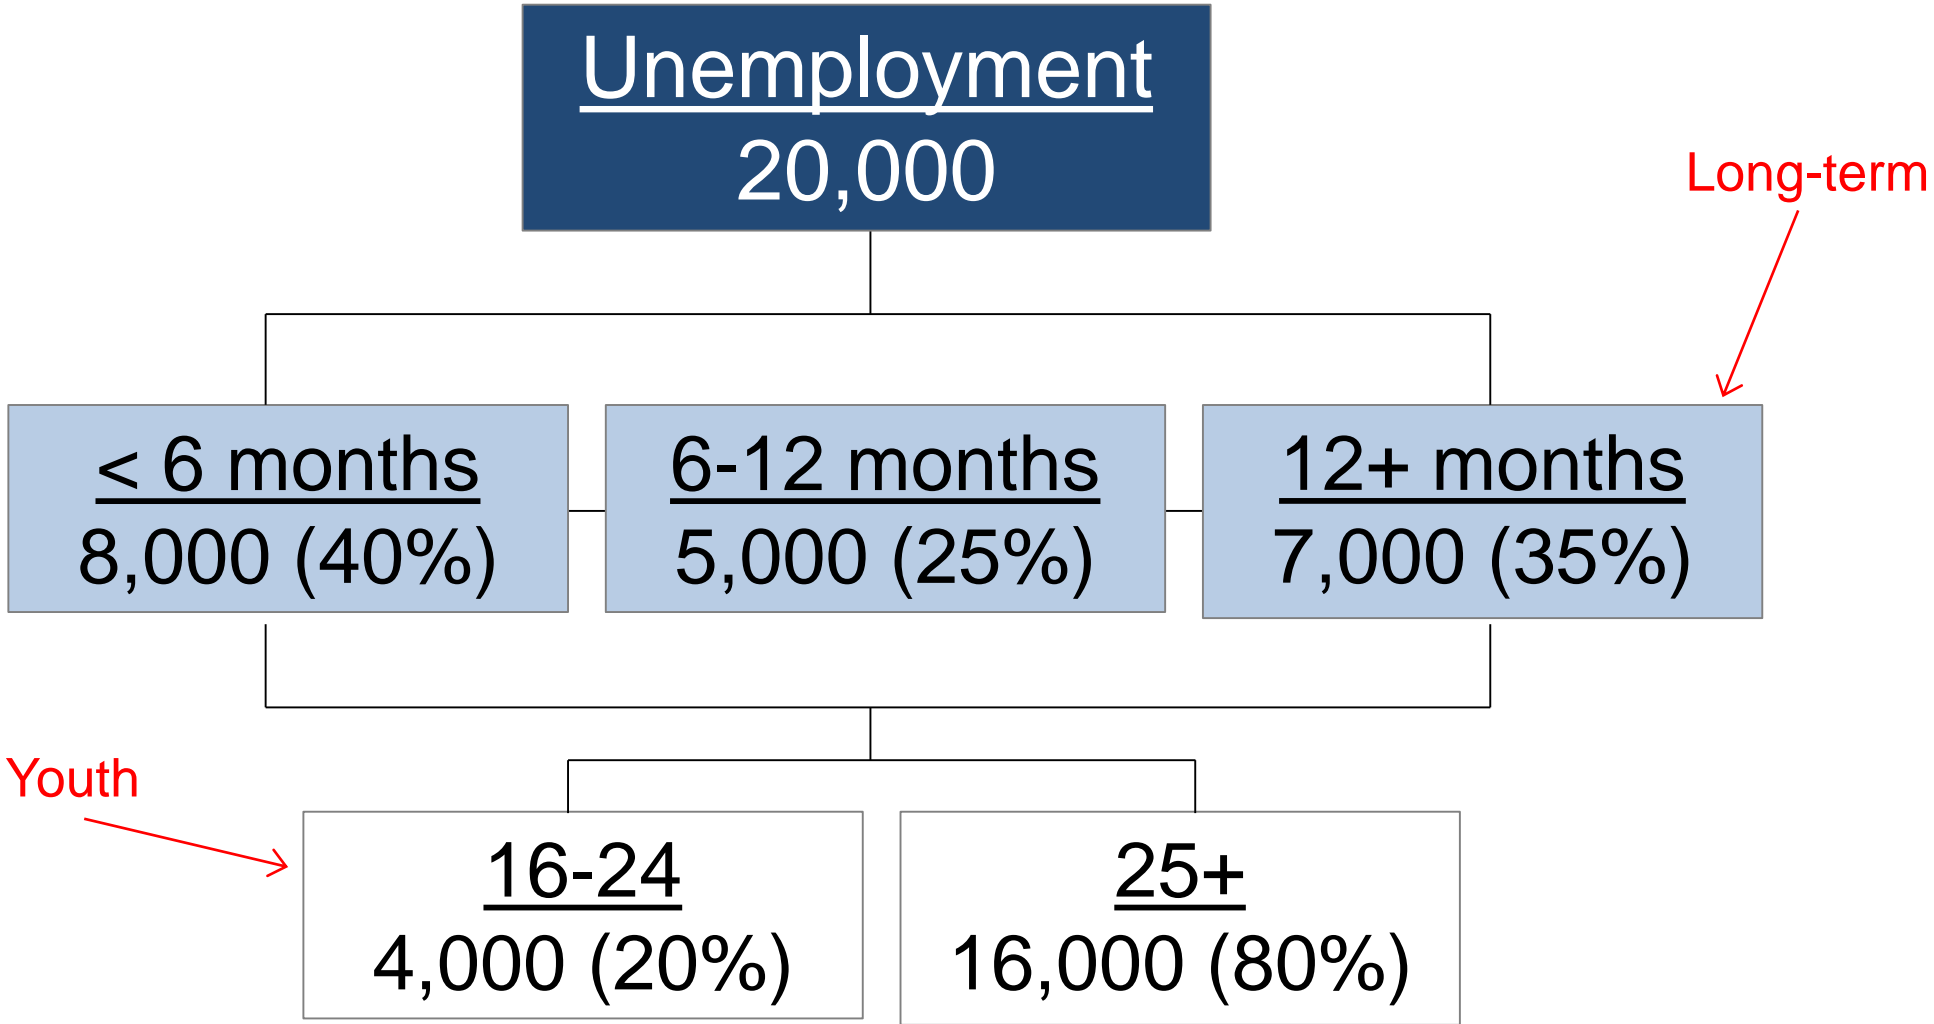 Unemployment
20,000
Long-term
< 6 months
8,000 (40%)
6-12 months
5,000 (25%)
12+ months
7,000 (35%)
Youth
16-24
4,000 (20%)
25+
16,000 (80%)